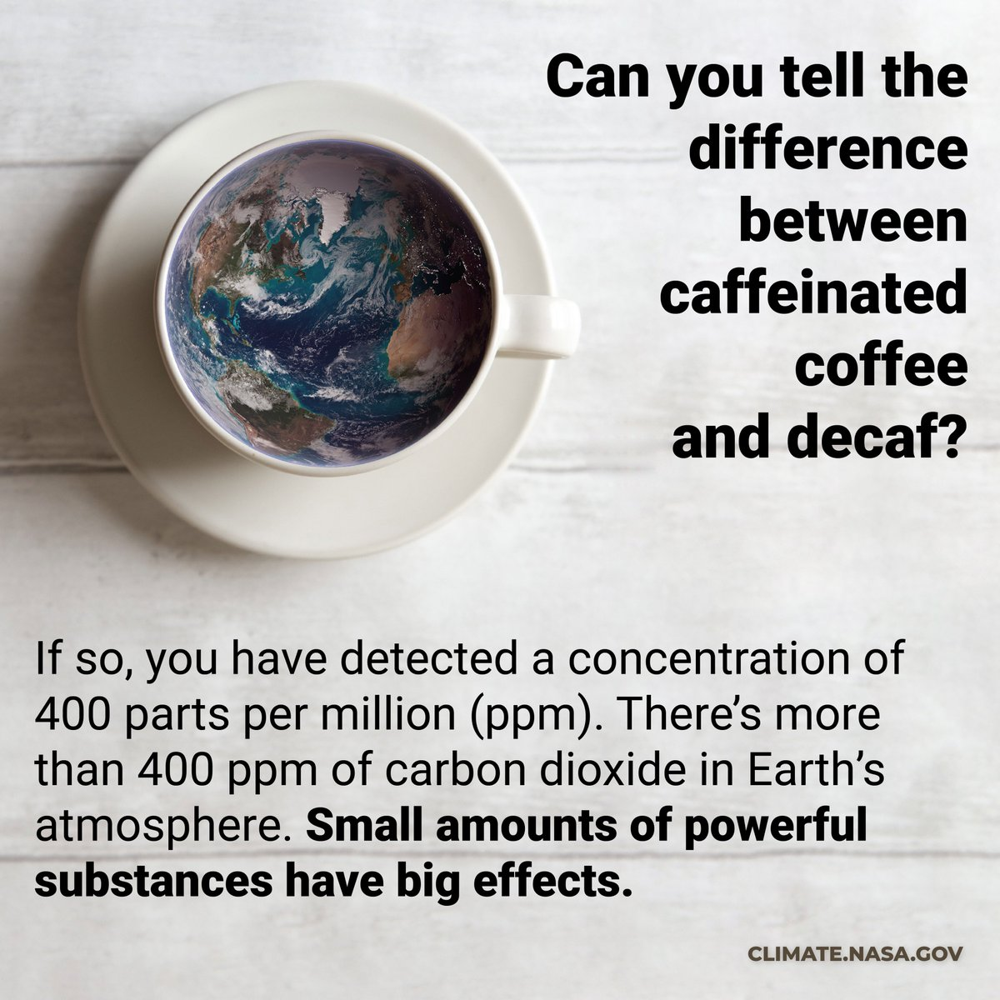 Can you tell the
difference
between
caffeinated
coffee
and decaf?
If so, you have detected a concentration of
400 parts per million (ppm). There’s more
than 400 ppm of carbon dioxide in Earth’s
atmosphere. Small amounts of powerful
substances have big effects.
CLIMATE.NASA.GOV